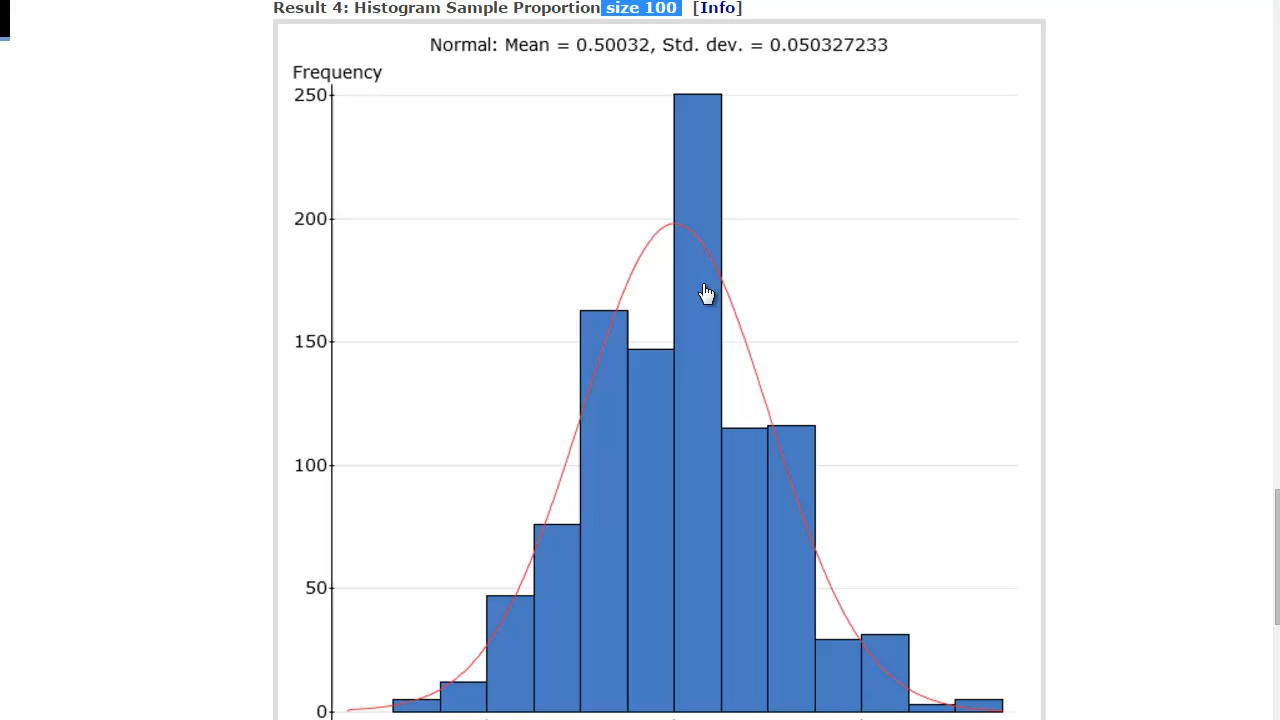 Result 4: Histogram Sample Proportion size 100 [Info]
Normal: Mean = 0.50032, Std. dev. = 0.050327233
Frequency
250
200
150
100
50
0